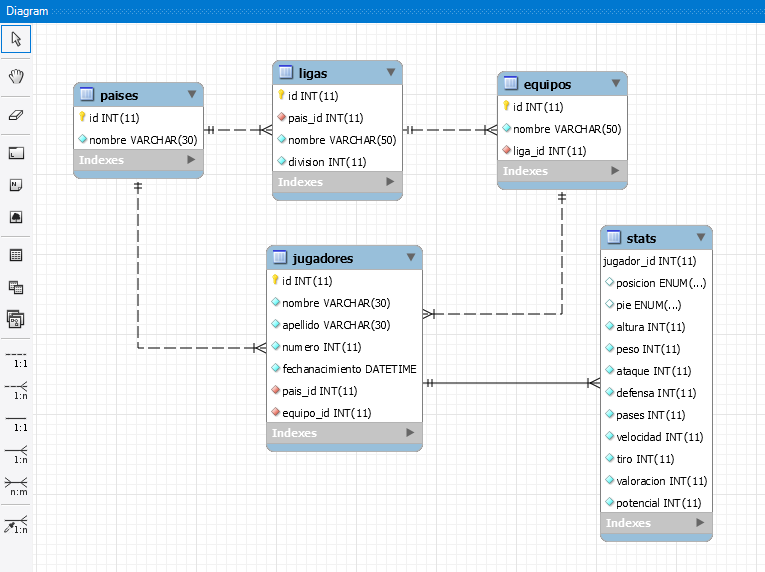 Diagram
paises
id INT(11)
nombre VARCHAR(30)
Indexes
ligas
id INT(11)
pais_id INT(11)
nombre VARCHAR(50)
division INT(11)
Indexes
equipos
id INT(11)
nombre VARCHAR(50)
liga_id INT(11)
Indexes
jugadores
id INT(11)
nombre VARCHAR(30)
apellido VARCHAR(30)
numero INT(11)
fechanacimiento DATETIME
pais_id INT(11)
equipo_id INT(11)
Indexes
stats
jugador_id INT(11)
posicion ENUM(...)
pie ENUM(...)
altura INT(11)
peso INT(11)
ataque INT(11)
defensa INT(11)
pases INT(11)
velocidad INT(11)
tiro INT(11)
valoracion INT(11)
potencial INT(11)
Indexes
1:1
1:n
1:1
1:n
n:m
1:n